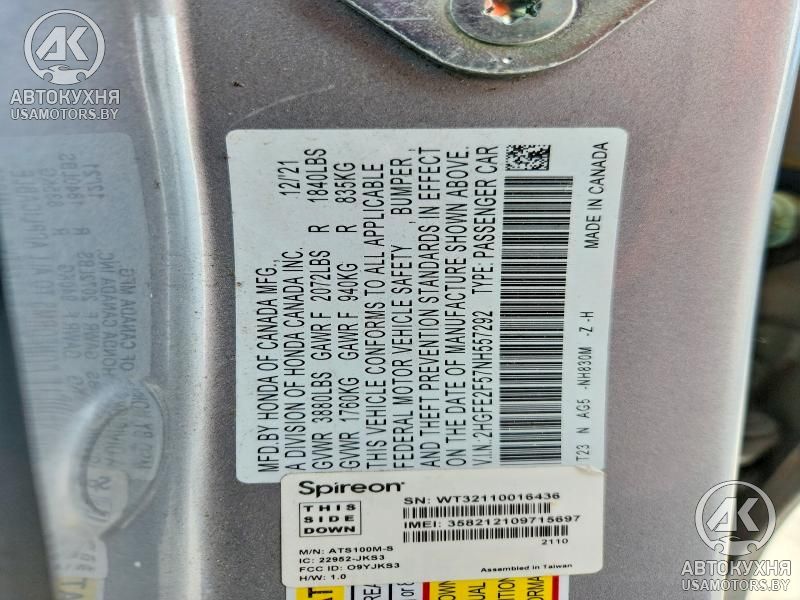 АК
АВТОКУХНЯ
USAMOTORS.BY
MFD.BY HONDA OF CANADA MFG.,
A DIVISION OF HONDA CANADA INC. 12/'21
GVWR 3880LBS GAWR F 2072LBS R 1840LBS
GVWR 1760KG GAWR F 940KG R 835KG
THIS VEHICLE CONFORMS TO ALL APPLICABLE
FEDERAL MOTOR VEHICLE SAFETY BUMPER,
AND THEFT PREVENTION STANDARDS IN EFFECT
ON THE DATE OF MANUFACTURE SHOWN ABOVE.
V.I.N.:2HGFE2F57NH557292 TYPE: PASSENGER CAR
T23 N AG5 -NH830M -Z -H
MADE IN CANADA
Spireon
SN: WT32110016436
THIS
SIDE
DOWN
IMEI: 358212109715697
2110
M/N: ATS100M-S
IC: 22952-JKS3
FCC ID: O9YJKS3
H/W: 1.0
Assembled in Taiwan
АК
АВТОКУХНЯ
USAMOTORS.BY